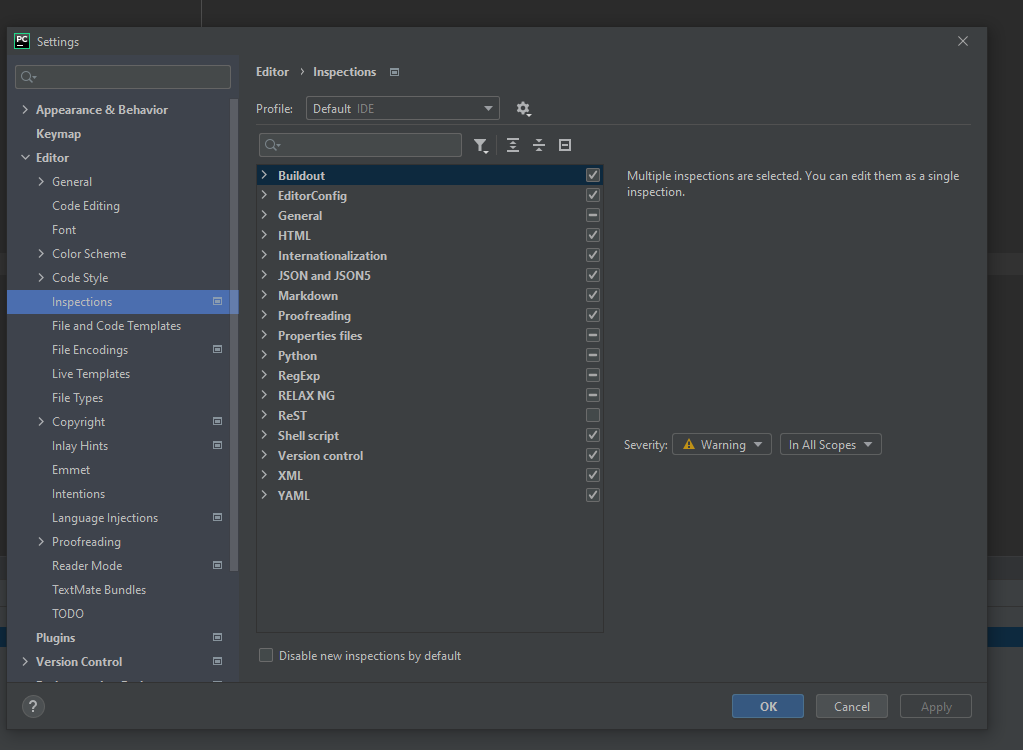 PC Settings
Appearance & Behavior
Keymap
Editor
General
Code Editing
Font
Color Scheme
Code Style
Inspections
File and Code Templates
File Encodings
Live Templates
File Types
Copyright
Inlay Hints
Emmet
Intentions
Language Injections
Proofreading
Reader Mode
TextMate Bundles
TODO
Plugins
Version Control
Editor › Inspections
Profile: Default IDE
Buildout
EditorConfig
General
HTML
Internationalization
JSON and JSON5
Markdown
Proofreading
Properties files
Python
RegExp
RELAX NG
ReST
Shell script
Version control
XML
YAML
Multiple inspections are selected. You can edit them as a single
inspection.
Severity: Warning In All Scopes
Disable new inspections by default
? OK Cancel Apply